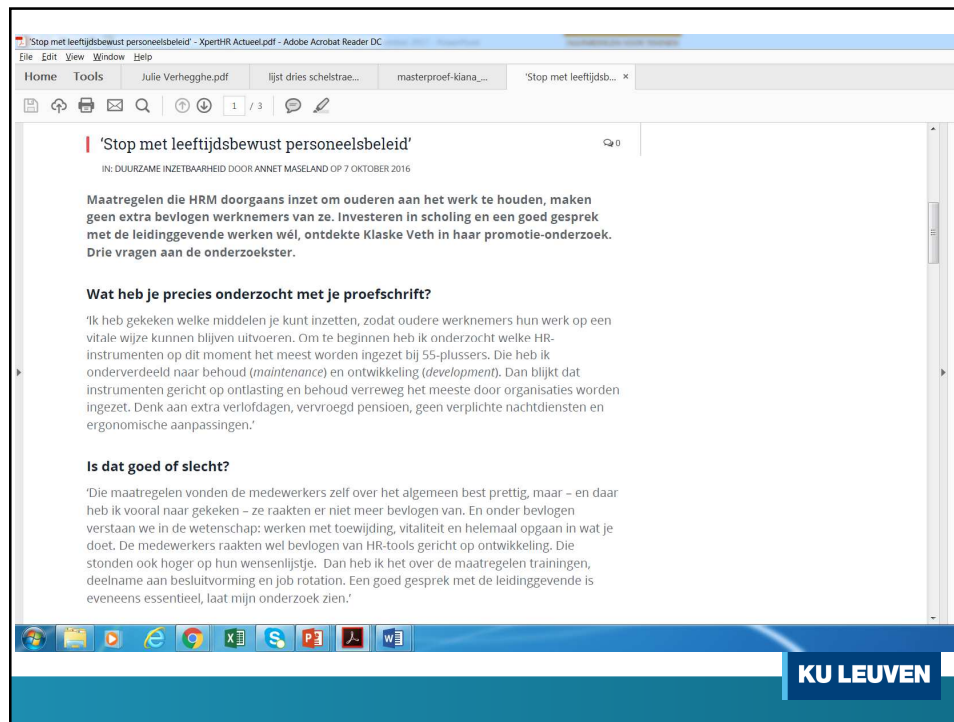 'Stop met leeftijdsbewust personeelsbeleid' - XpertHR Actueel.pdf - Adobe Acrobat Reader DC
File Edit View Window Help
Home Tools Julie Verhegghe.pdf lijst dries schelstrae... masterproef-kiana_... 'Stop met leeftijdsb... ×
1 / 3
'Stop met leeftijdsbewust personeelsbeleid' 0
IN: DUURZAME INZETBAARHEID DOOR ANNET MASELAND OP 7 OKTOBER 2016
Maatregelen die HRM doorgaans inzet om ouderen aan het werk te houden, maken
geen extra bevlogen werknemers van ze. Investeren in scholing en een goed gesprek
met de leidinggevende werken wél, ontdekte Klaske Veth in haar promotie-onderzoek.
Drie vragen aan de onderzoekster.
Wat heb je precies onderzocht met je proefschrift?
'Ik heb gekeken welke middelen je kunt inzetten, zodat oudere werknemers hun werk op een
vitale wijze kunnen blijven uitvoeren. Om te beginnen heb ik onderzocht welke HR-
instrumenten op dit moment het meest worden ingezet bij 55-plussers. Die heb ik
onderverdeeld naar behoud (maintenance) en ontwikkeling (development). Dan blijkt dat
instrumenten gericht op ontlasting en behoud verreweg het meeste door organisaties worden
ingezet. Denk aan extra verlofdagen, vervroegd pensioen, geen verplichte nachtdiensten en
ergonomische aanpassingen.'
Is dat goed of slecht?
'Die maatregelen vonden de medewerkers zelf over het algemeen best prettig, maar – en daar
heb ik vooral naar gekeken – ze raakten er niet meer bevlogen van. En onder bevlogen
verstaan we in de wetenschap: werken met toewijding, vitaliteit en helemaal opgaan in wat je
doet. De medewerkers raakten wel bevlogen van HR-tools gericht op ontwikkeling. Die
stonden ook hoger op hun wensenlijstje. Dan heb ik het over de maatregelen trainingen,
deelname aan besluitvorming en job rotation. Een goed gesprek met de leidinggevende is
eveneens essentieel, laat mijn onderzoek zien.'
KU LEUVEN